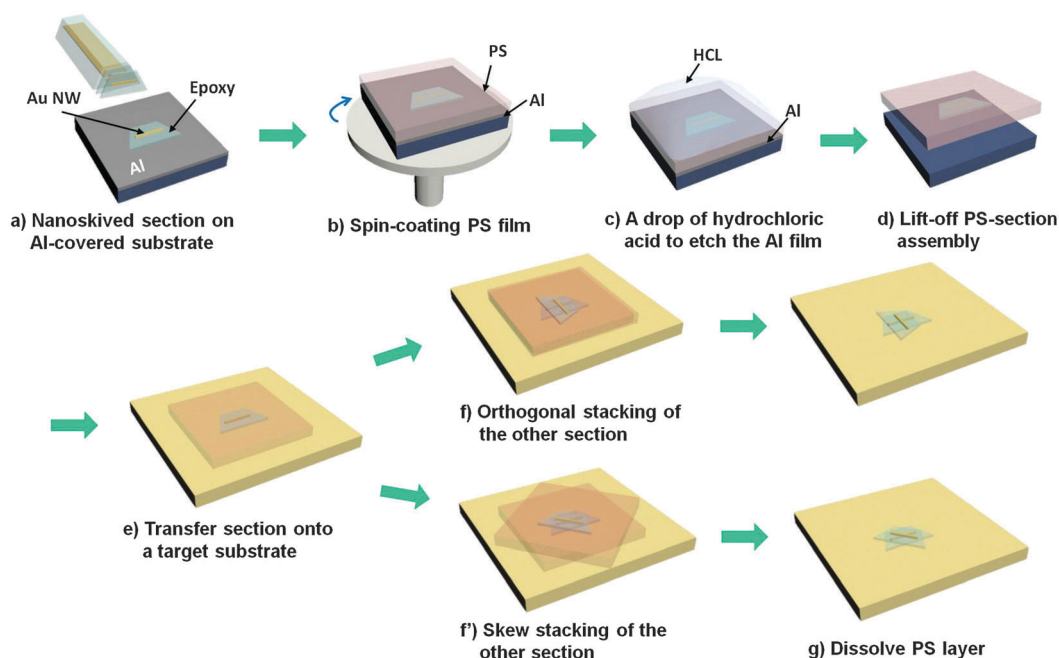 Au NW
Epoxy
Al
a) Nanoskived section on
Al-covered substrate
PS
Al
b) Spin-coating PS film
HCL
Al
c) A drop of hydrochloric
acid to etch the Al film
d) Lift-off PS-section
assembly
e) Transfer section onto
a target substrate
f) Orthogonal stacking of
the other section
f') Skew stacking of the
other section
g) Dissolve PS layer